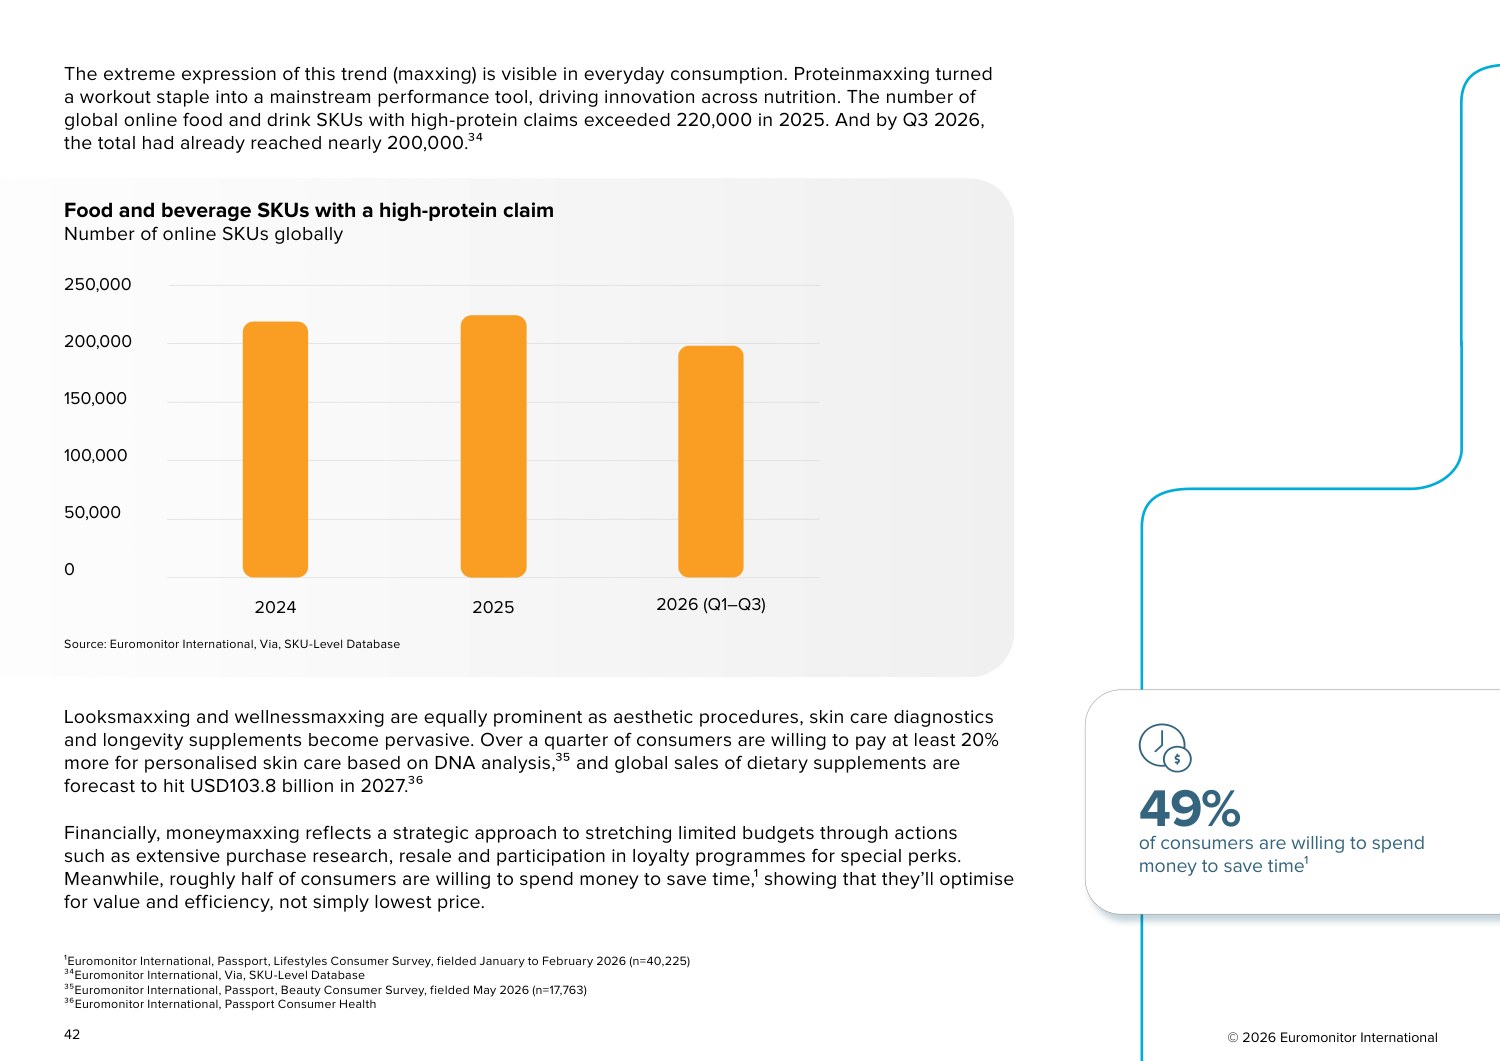 The extreme expression of this trend (maxxing) is visible in everyday consumption. Proteinmaxxing turned
a workout staple into a mainstream performance tool, driving innovation across nutrition. The number of
global online food and drink SKUs with high-protein claims exceeded 220,000 in 2025. And by Q3 2026,
the total had already reached nearly 200,000.³⁴
Food and beverage SKUs with a high-protein claim
Number of online SKUs globally
250,000
200,000
150,000
100,000
50,000
0
2024
2025
2026 (Q1–Q3)
Source: Euromonitor International, Via, SKU-Level Database
Looksmaxxing and wellnessmaxxing are equally prominent as aesthetic procedures, skin care diagnostics
and longevity supplements become pervasive. Over a quarter of consumers are willing to pay at least 20%
more for personalised skin care based on DNA analysis,³⁵ and global sales of dietary supplements are
forecast to hit USD103.8 billion in 2027.³⁶
Financially, moneymaxxing reflects a strategic approach to stretching limited budgets through actions
such as extensive purchase research, resale and participation in loyalty programmes for special perks.
Meanwhile, roughly half of consumers are willing to spend money to save time,¹ showing that they’ll optimise
for value and efficiency, not simply lowest price.
$
49%
of consumers are willing to spend
money to save time¹
¹Euromonitor International, Passport, Lifestyles Consumer Survey, fielded January to February 2026 (n=40,225)
³⁴Euromonitor International, Via, SKU-Level Database
³⁵Euromonitor International, Passport, Beauty Consumer Survey, fielded May 2026 (n=17,763)
³⁶Euromonitor International, Passport Consumer Health
42
© 2026 Euromonitor International